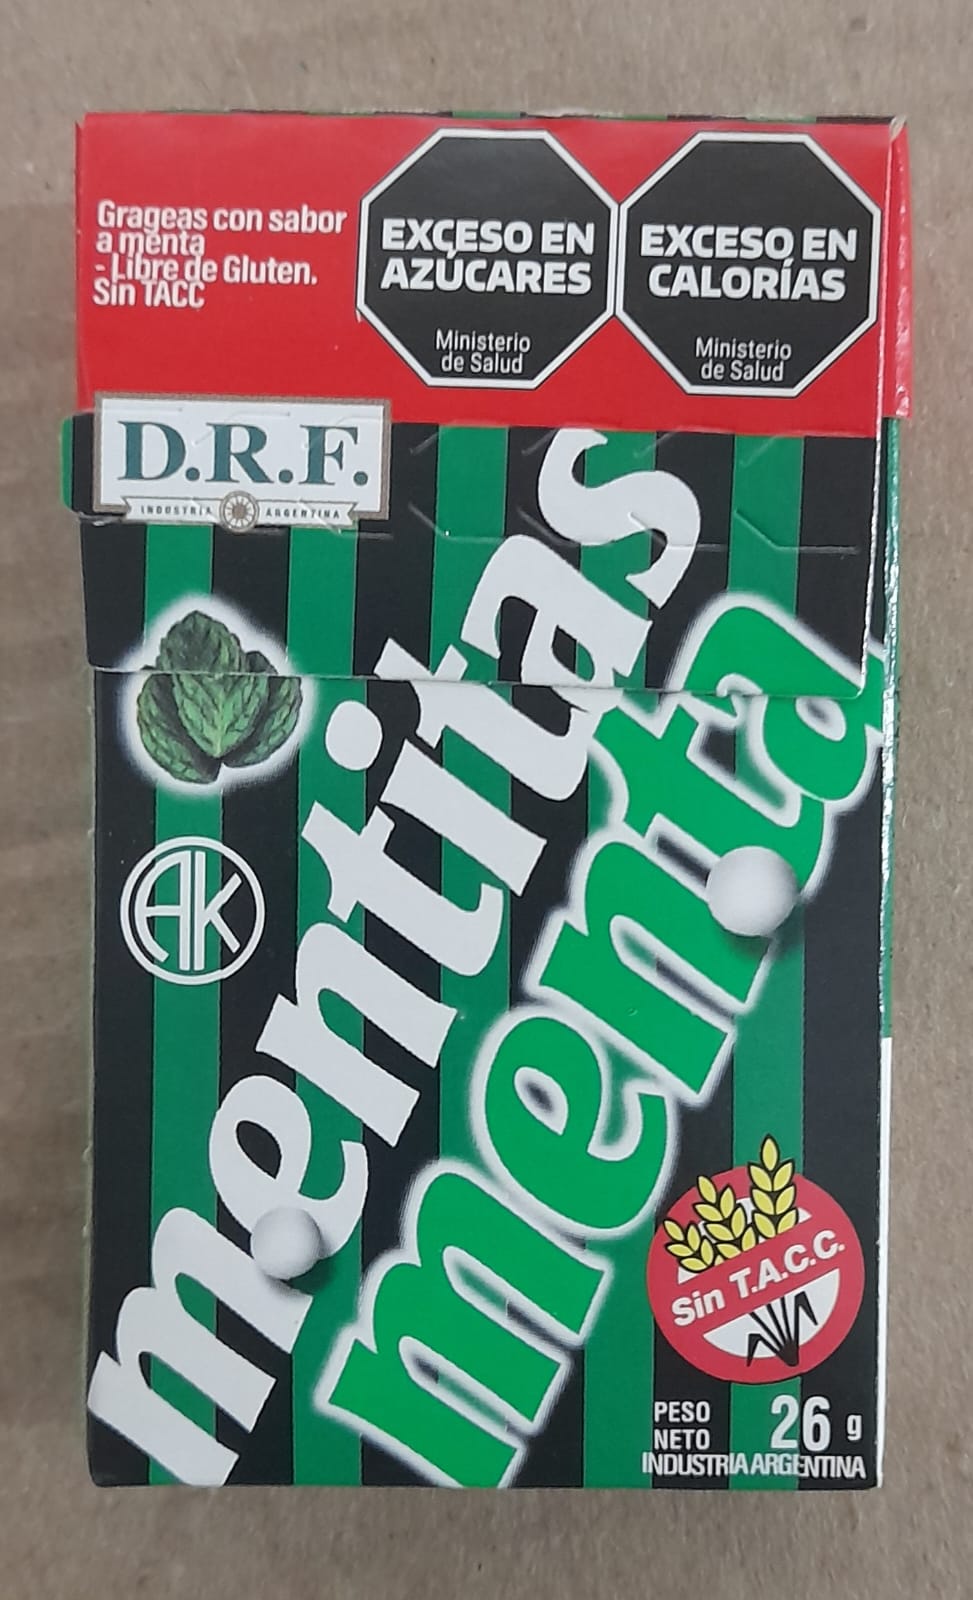 Grageas con sabor
a menta
- Libre de Gluten.
Sin TACC
EXCESO EN
AZÚCARES
Ministerio
de Salud
EXCESO EN
CALORÍAS
Ministerio
de Salud
D.R.F.
INDUSTRIA ARGENTINA
mentitas
menta
AK
Sin T.A.C.C.
PESO
NETO
26 g
INDUSTRIA ARGENTINA